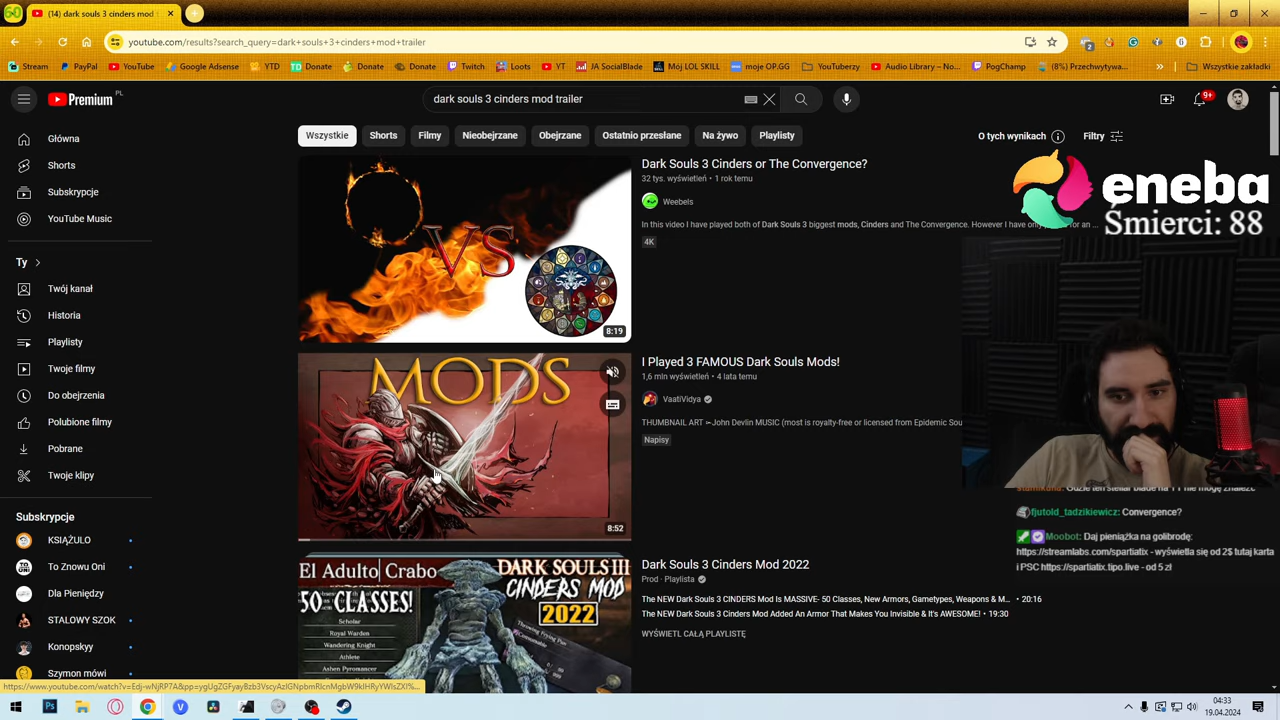 (14) dark souls 3 cinders mod t
youtube.com/results?search_query=dark+souls+3+cinders+mod+trailer
Stream PayPal YouTube Google Adsense YTD Donate Donate Donate Twitch Loots YT JA SocialBlade Mój LOL SKILL moje OP.GG YouTuberzy Audio Library – No... PogChamp (8%) Przechwytywa... » Wszystkie zakładki
Premium PL
dark souls 3 cinders mod trailer
9+
Wszystkie Shorts Filmy Nieobejrzane Obejrzane Ostatnio przesłane Na żywo Playlisty
O tych wynikach Filtry
Główna
Shorts
Subskrypcje
YouTube Music
Ty
Twój kanał
Historia
Playlisty
Twoje filmy
Do obejrzenia
Polubione filmy
Pobrane
Twoje klipy
Subskrypcje
KSIĄŻULO
To Znowu Oni
Dla Pieniędzy
STALOWY SZOK
Konopskyy
Szymon mówi
VS
8:19
Dark Souls 3 Cinders or The Convergence?
32 tys. wyświetleń • 1 rok temu
Weebels
In this video I have played both of Dark Souls 3 biggest mods, Cinders and The Convergence. However I have only
4K
MODS
8:52
I Played 3 FAMOUS Dark Souls Mods!
1,6 mln wyświetleń • 4 lata temu
VaatiVidya
THUMBNAIL ART ➳John Devlin MUSIC (most is royalty-free or licensed from Epidemic Sou
Napisy
El Adulto Crabo
50+ CLASSES!
DARK SOULS III
CINDERS MOD
2022
Scholar
Royal Warden
Wandering Knight
Athlete
Ashen Pyromancer
Dark Souls 3 Cinders Mod 2022
Prod · Playlista
The NEW Dark Souls 3 CINDERS Mod Is MASSIVE- 50 Classes, New Armors, Gametypes, Weapons & M... • 20:16
The NEW Dark Souls 3 Cinders Mod Added An Armor That Makes You Invisible & It's AWESOME! • 19:30
WYŚWIETL CAŁĄ PLAYLISTĘ
eneba
Śmierci: 88
fjutold_tadzikiewicz: Convergence?
Moobot: Daj pieniążka na golibrodę:
https://streamlabs.com/spartiatix - wyświetla się od 2$ tutaj karta
i PSC https://spartiatix.tipo.live - od 5 zł
04:33
19.04.2024